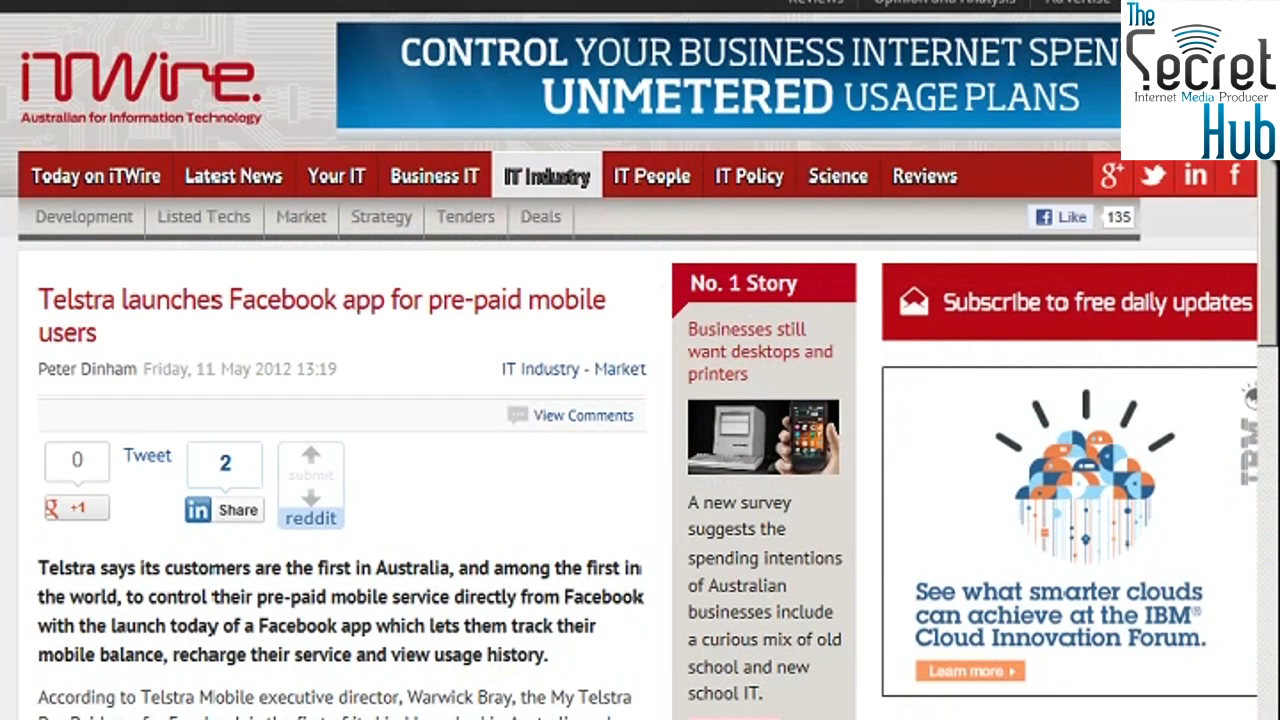 Reviews
Opinion and Analysis
Advertise
The
Secret
Internet Media Producer
Hub
iTWire.
Australian for Information Technology
CONTROL YOUR BUSINESS INTERNET SPEN
UNMETERED USAGE PLANS
Today on iTWire Latest News Your IT Business IT IT Industry IT People IT Policy Science Reviews
Development Listed Techs Market Strategy Tenders Deals
Like 135
Telstra launches Facebook app for pre-paid mobile
users
Peter Dinham Friday, 11 May 2012 13:19 IT Industry - Market
View Comments
0
+1
Tweet
2
in Share
submit
reddit
Telstra says its customers are the first in Australia, and among the first in
the world, to control their pre-paid mobile service directly from Facebook
with the launch today of a Facebook app which lets them track their
mobile balance, recharge their service and view usage history.
According to Telstra Mobile executive director, Warwick Bray, the My Telstra
No. 1 Story
Businesses still
want desktops and
printers
A new survey
suggests the
spending intentions
of Australian
businesses include
a curious mix of old
school and new
school IT.
Subscribe to free daily updates
IBM
See what smarter clouds
can achieve at the IBM®
Cloud Innovation Forum.
Learn more